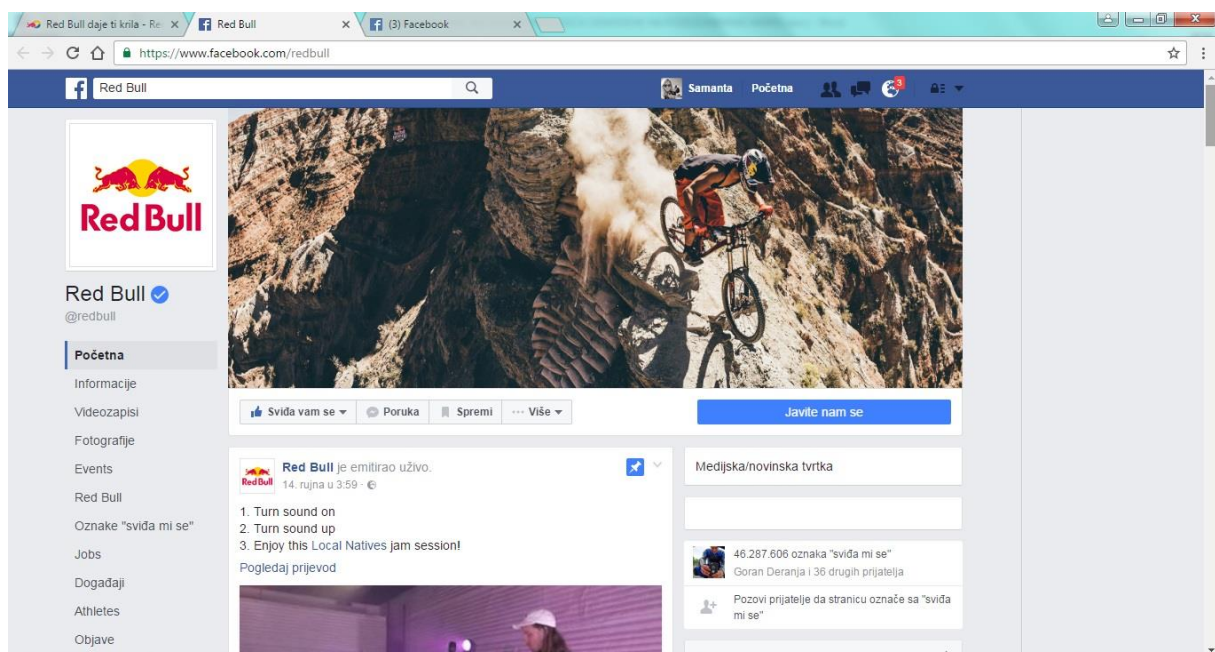 Red Bull daje ti krila - Re
Red Bull
(3) Facebook
https://www.facebook.com/redbull
Red Bull
Samanta
Početna
3
Red Bull
Red Bull
@redbull
Početna
Informacije
Videozapisi
Fotografije
Events
Red Bull
Oznake "sviđa mi se"
Jobs
Događaji
Athletes
Objave
Sviđa vam se
Poruka
Spremi
Više
Javite nam se
Red Bull
Red Bull je emitirao uživo.
14. rujna u 3:59 ·
1. Turn sound on
2. Turn sound up
3. Enjoy this Local Natives jam session!
Pogledaj prijevod
Medijska/novinska tvrtka
46.287.606 oznaka "sviđa mi se"
Goran Deranja i 36 drugih prijatelja
Pozovi prijatelje da stranicu označe sa "sviđa
mi se"